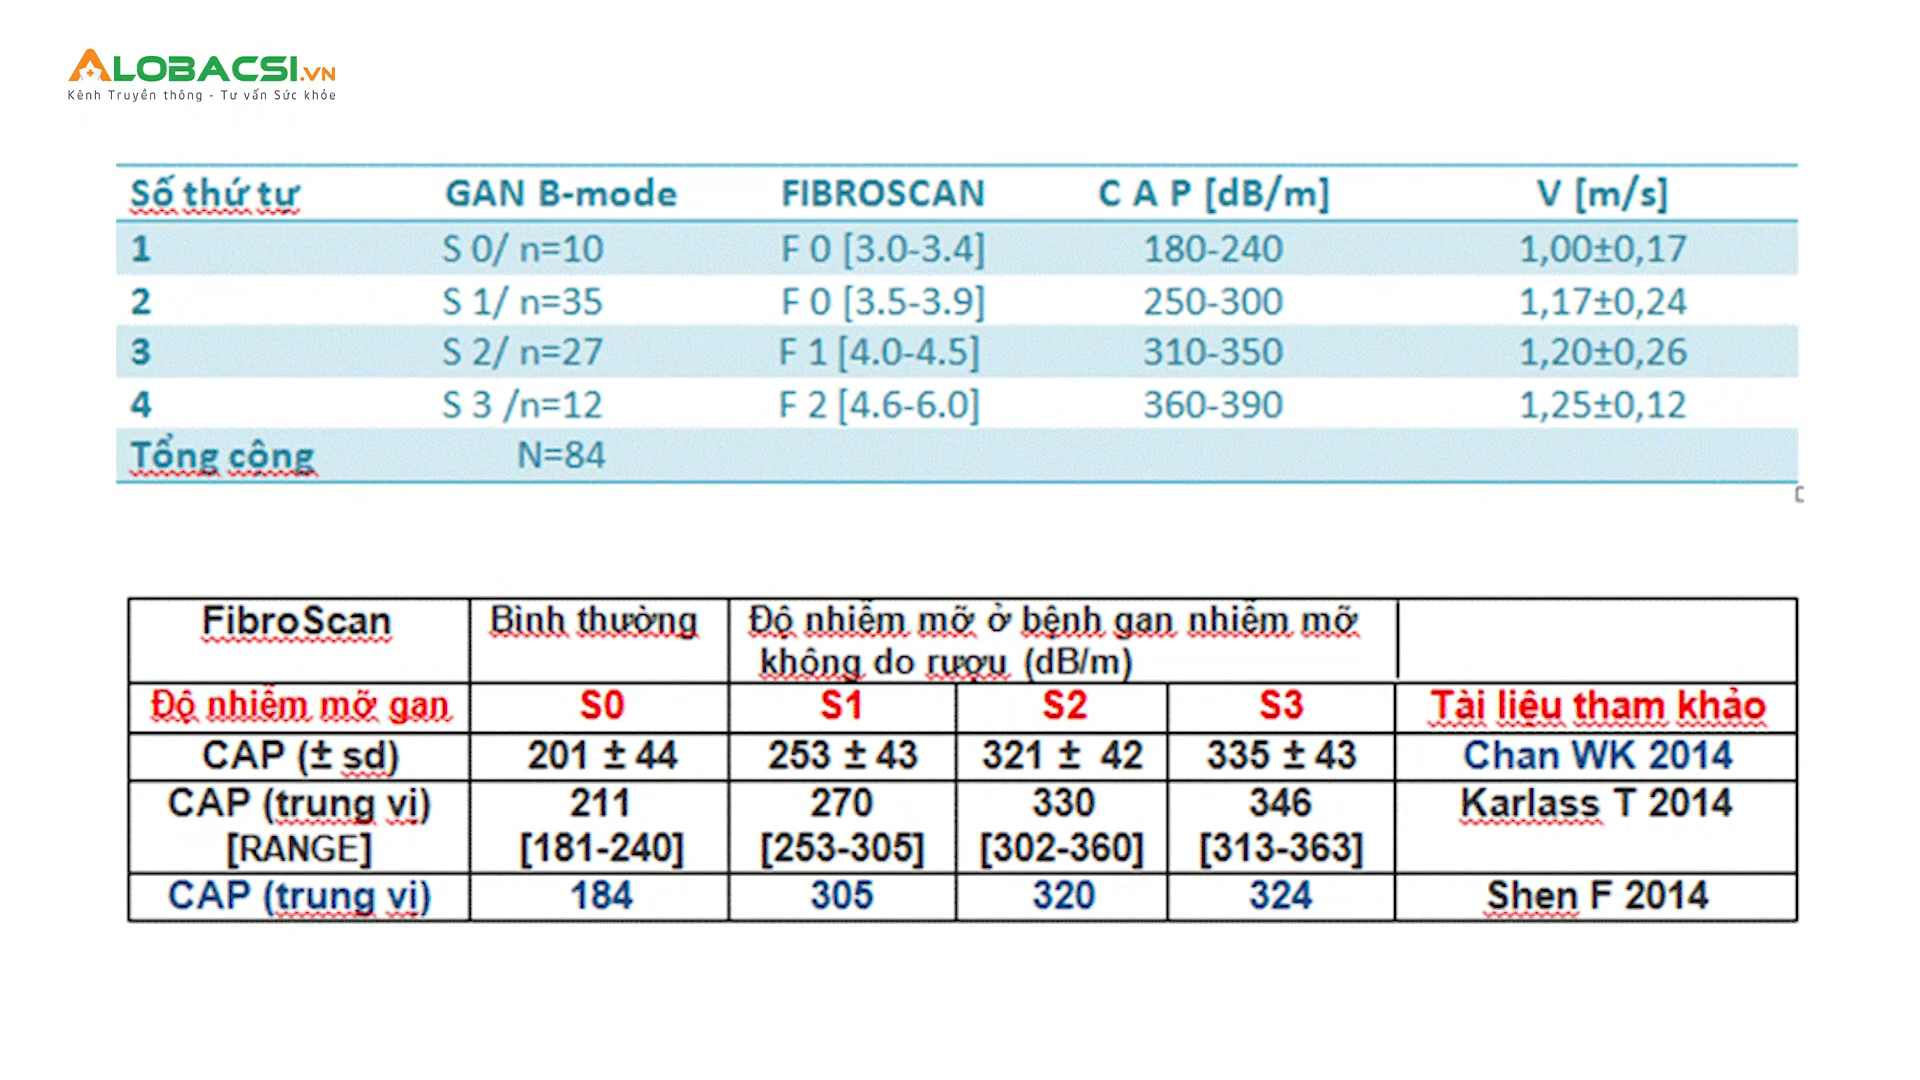 ALOBACSI.VN
Kênh Truyền thông - Tư vấn Sức khỏe
Số thứ tự GAN B-mode FIBROSCAN C A P [dB/m] V [m/s]
1 S 0/ n=10 F 0 [3.0-3.4] 180-240 1,00±0,17
2 S 1/ n=35 F 0 [3.5-3.9] 250-300 1,17±0,24
3 S 2/ n=27 F 1 [4.0-4.5] 310-350 1,20±0,26
4 S 3 /n=12 F 2 [4.6-6.0] 360-390 1,25±0,12
Tổng cộng N=84
FibroScan Bình thường Độ nhiễm mỡ ở bệnh gan nhiễm mỡ
không do rượu (dB/m)
Độ nhiễm mỡ gan S0 S1 S2 S3 Tài liệu tham khảo
CAP (± sd) 201 ± 44 253 ± 43 321 ± 42 335 ± 43 Chan WK 2014
CAP (trung vị) 211 270 330 346 Karlass T 2014
[RANGE] [181-240] [253-305] [302-360] [313-363]
CAP (trung vị) 184 305 320 324 Shen F 2014